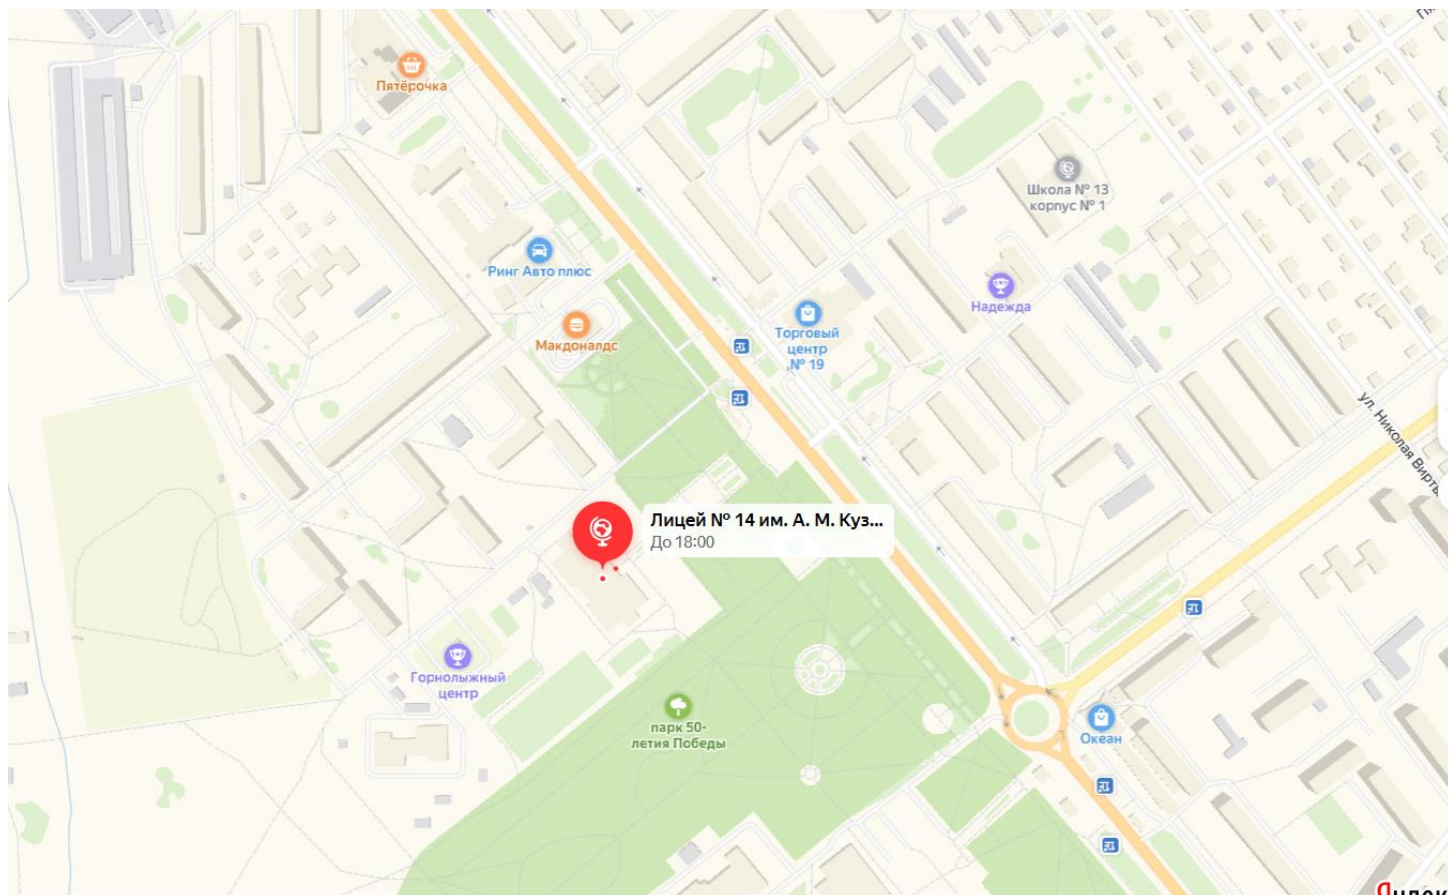 Пятёрочка
Школа № 13
корпус № 1
Ринг Авто плюс
Надежда
Макдоналдс
Торговый
центр
№ 19
ул. Николая Вирты
Лицей № 14 им. А. М. Куз...
До 18:00
Горнолыжный
центр
парк 50-
летия Победы
Океан